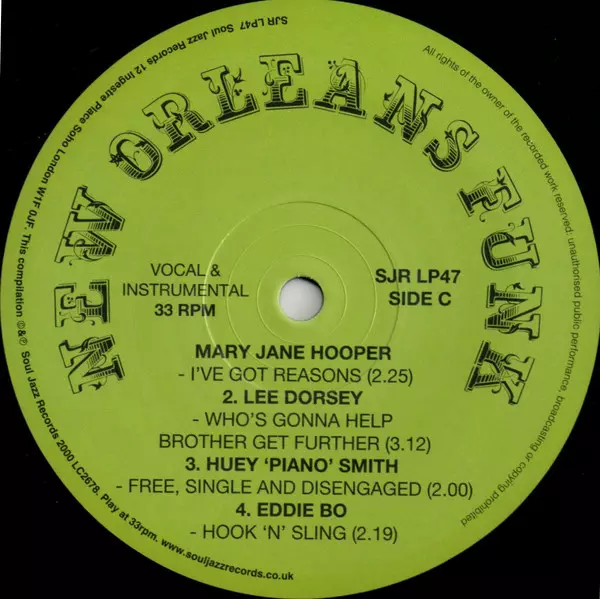 NEW ORLEANS FUNK
VOCAL &
INSTRUMENTAL
33 RPM
SJR LP47
SIDE C
MARY JANE HOOPER
- I'VE GOT REASONS (2.25)
2. LEE DORSEY
- WHO'S GONNA HELP
BROTHER GET FURTHER (3.12)
3. HUEY 'PIANO' SMITH
- FREE, SINGLE AND DISENGAGED (2.00)
4. EDDIE BO
- HOOK 'N' SLING (2.19)
SJR LP47 Soul Jazz Records 12 Ingestre Place Soho London W1F 0JF. This compilation ©&℗ Soul Jazz Records 2000 LC2678. Play at 33rpm. www.souljazzrecords.co.uk
All rights of the owner of the recorded work reserved: unauthorised public performance, broadcasting or copying prohibited